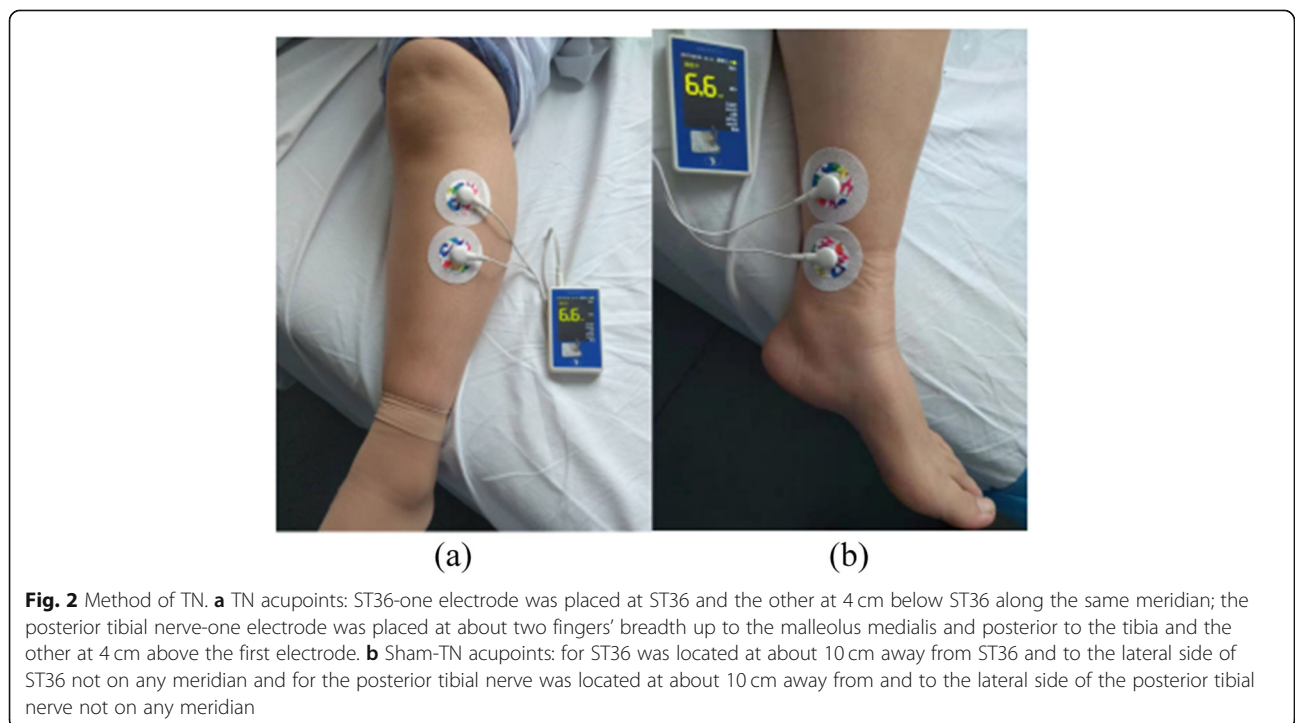 6.6
6.6
(a)
(b)
Fig. 2 Method of TN. a TN acupoints: ST36-one electrode was placed at ST36 and the other at 4 cm below ST36 along the same meridian; the
posterior tibial nerve-one electrode was placed at about two fingers' breadth up to the malleolus medialis and posterior to the tibia and the
other at 4 cm above the first electrode. b Sham-TN acupoints: for ST36 was located at about 10 cm away from ST36 and to the lateral side of
ST36 not on any meridian and for the posterior tibial nerve was located at about 10 cm away from and to the lateral side of the posterior tibial
nerve not on any meridian